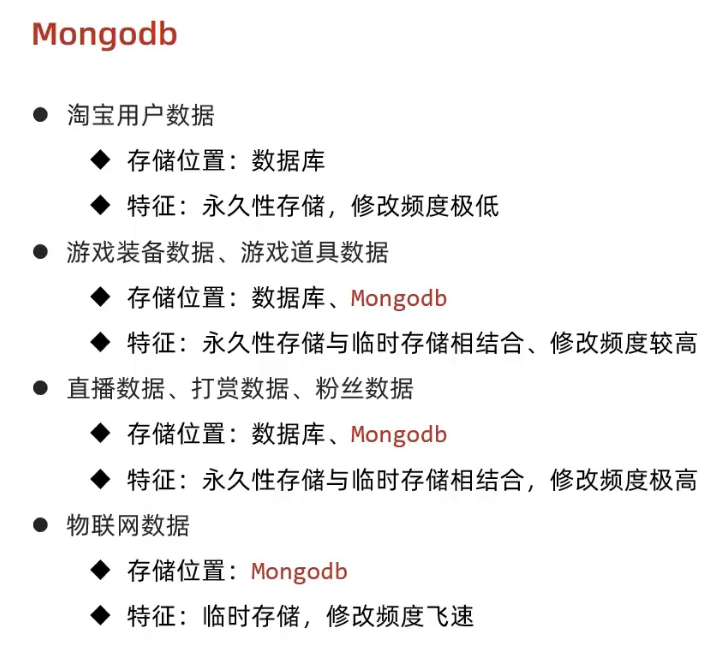 Mongodb
● 淘宝用户数据
◆ 存储位置：数据库
◆ 特征：永久性存储，修改频度极低
● 游戏装备数据、游戏道具数据
◆ 存储位置：数据库、Mongodb
◆ 特征：永久性存储与临时存储相结合、修改频度较高
● 直播数据、打赏数据、粉丝数据
◆ 存储位置：数据库、Mongodb
◆ 特征：永久性存储与临时存储相结合，修改频度极高
● 物联网数据
◆ 存储位置：Mongodb
◆ 特征：临时存储，修改频度飞速